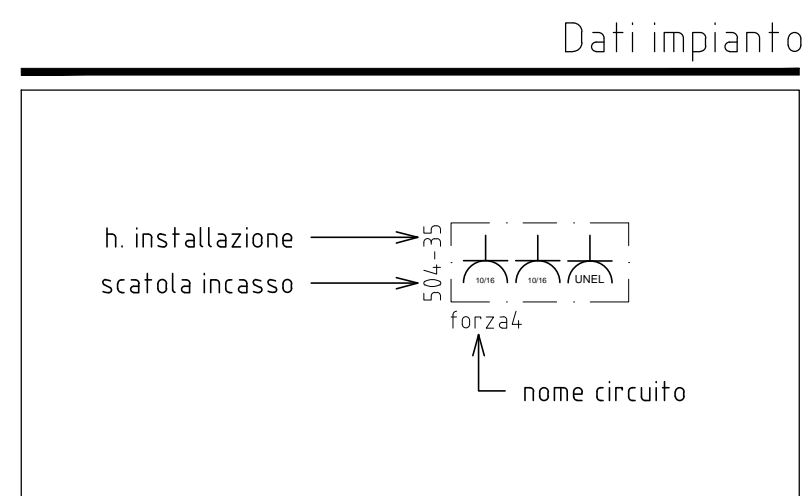 Dati impianto
h. installazione
scatola incasso
504-35
10/16
10/16
UNEL
forza4
nome circuito